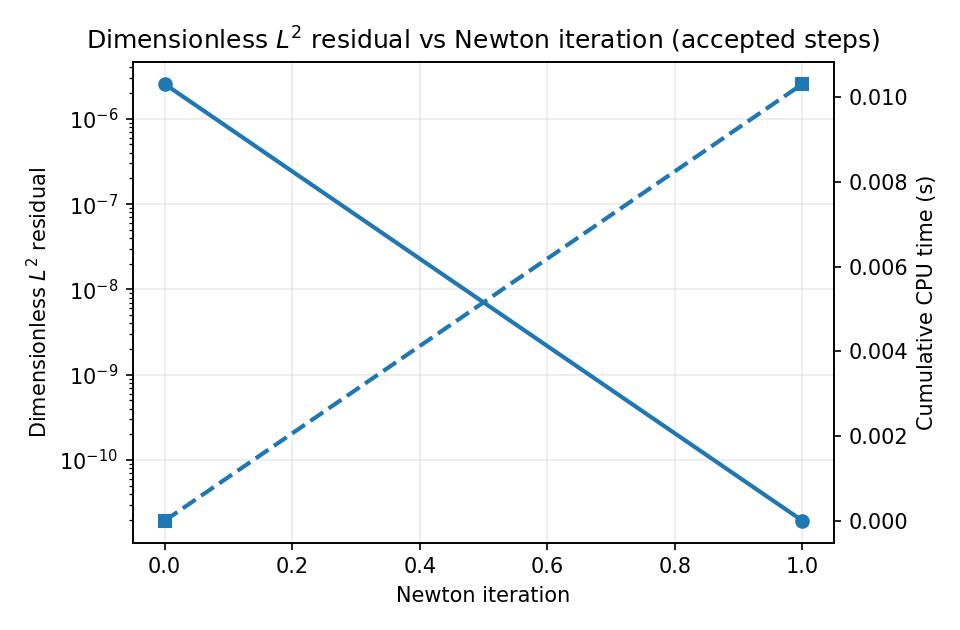 Dimensionless $L^2$ residual vs Newton iteration (accepted steps)
Dimensionless $L^2$ residual
$10^{-6}$
$10^{-7}$
$10^{-8}$
$10^{-9}$
$10^{-10}$
0.010
0.008
0.006
0.004
0.002
0.000
Cumulative CPU time (s)
0.0 0.2 0.4 0.6 0.8 1.0
Newton iteration